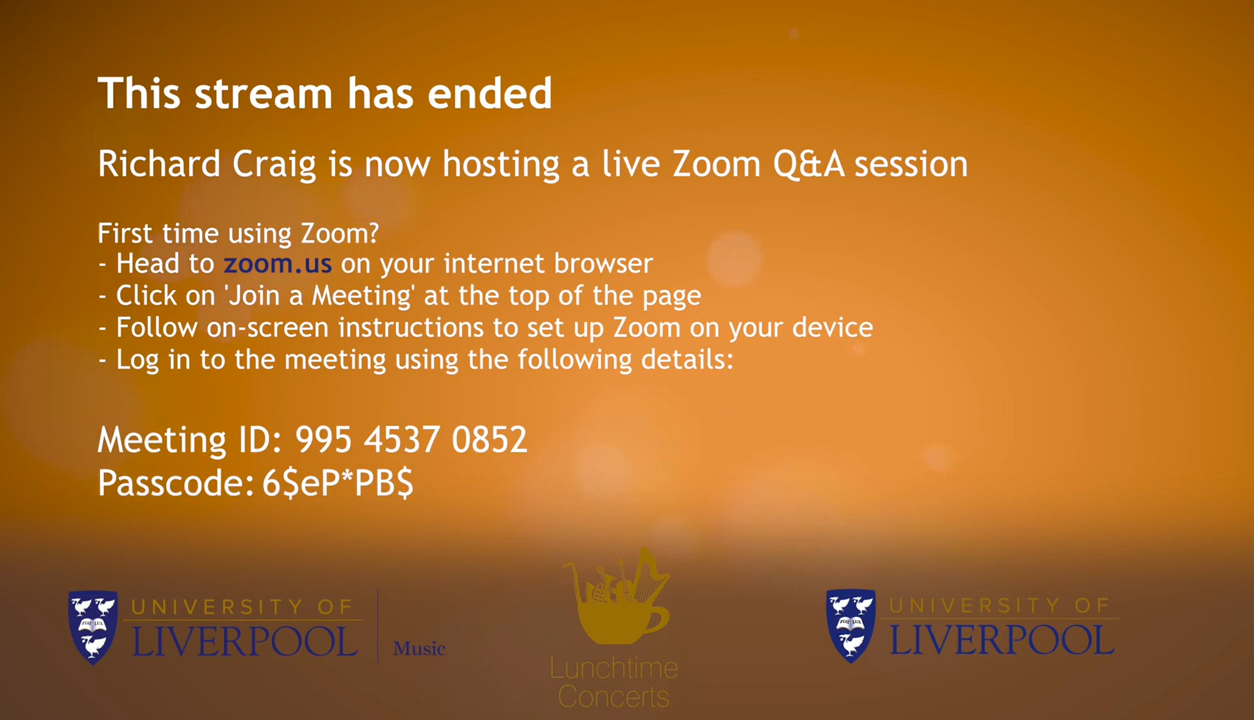 This stream has ended
Richard Craig is now hosting a live Zoom Q&A session
First time using Zoom?
- Head to zoom.us on your internet browser
- Click on 'Join a Meeting' at the top of the page
- Follow on-screen instructions to set up Zoom on your device
- Log in to the meeting using the following details:
Meeting ID: 995 4537 0852
Passcode: 6$eP*PB$
UNIVERSITY OF
LIVERPOOL
Music
Lunchtime
Concerts
UNIVERSITY OF
LIVERPOOL